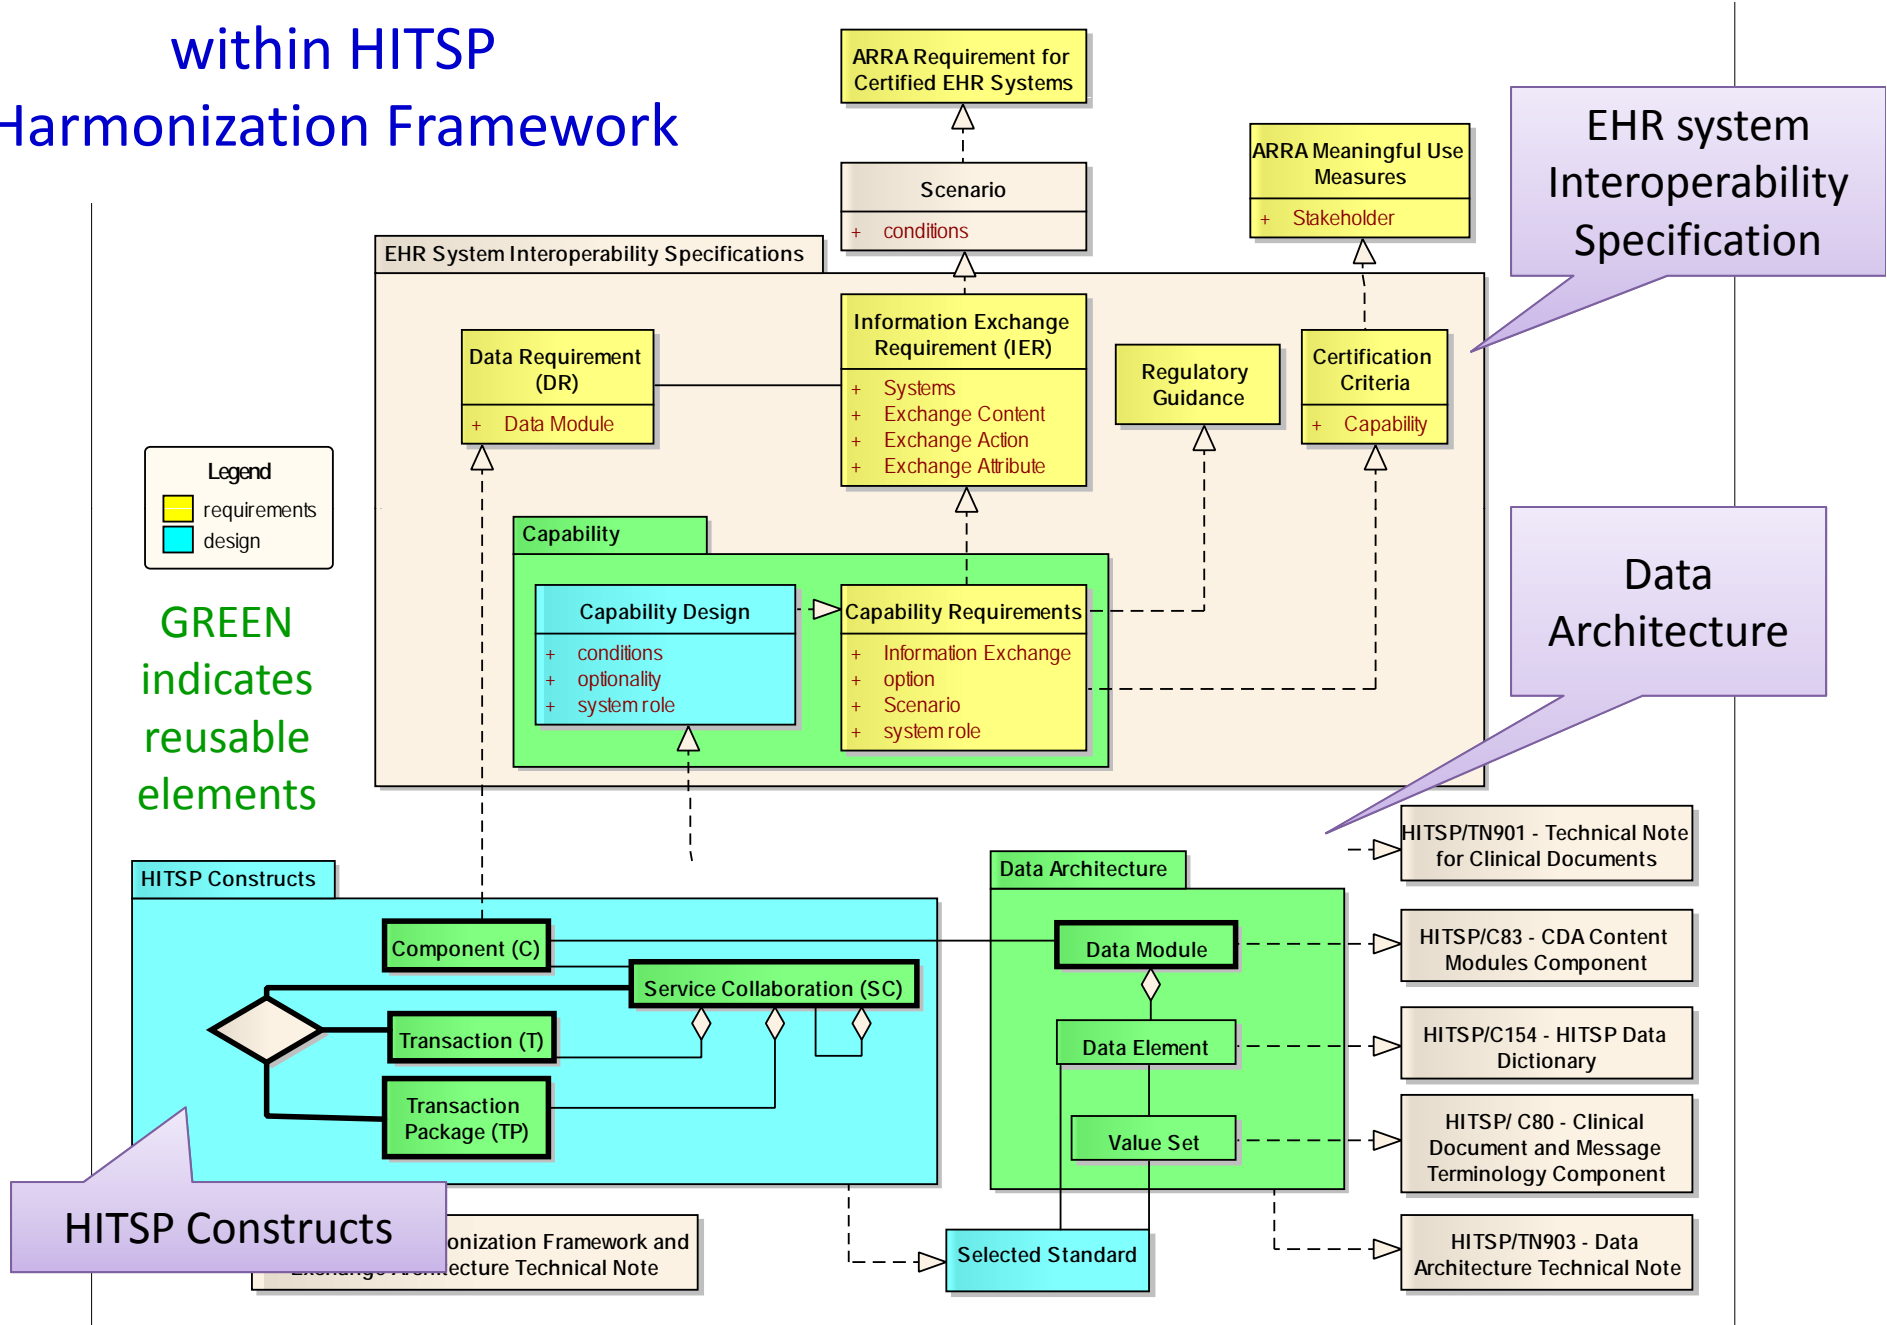 within HITSP
Harmonization Framework
ARRA Requirement for
Certified EHR Systems
Scenario
+ conditions
ARRA Meaningful Use
Measures
+ Stakeholder
EHR system
Interoperability
Specification
EHR System Interoperability Specifications
Data Requirement
(DR)
+ Data Module
Information Exchange
Requirement (IER)
+ Systems
+ Exchange Content
+ Exchange Action
+ Exchange Attribute
Regulatory
Guidance
Certification
Criteria
+ Capability
Legend
requirements
design
GREEN
indicates
reusable
elements
Capability
Capability Design
+ conditions
+ optionality
+ system role
Capability Requirements
+ Information Exchange
+ option
+ Scenario
+ system role
Data
Architecture
HITSP Constructs
Component (C)
Service Collaboration (SC)
Transaction (T)
Transaction
Package (TP)
Data Architecture
Data Module
Data Element
Value Set
HITSP/TN901 - Technical Note
for Clinical Documents
HITSP/C83 - CDA Content
Modules Component
HITSP/C154 - HITSP Data
Dictionary
HITSP/ C80 - Clinical
Document and Message
Terminology Component
HITSP/TN903 - Data
Architecture Technical Note
HITSP Constructs
onization Framework and
Exchange Architecture Technical Note
Selected Standard